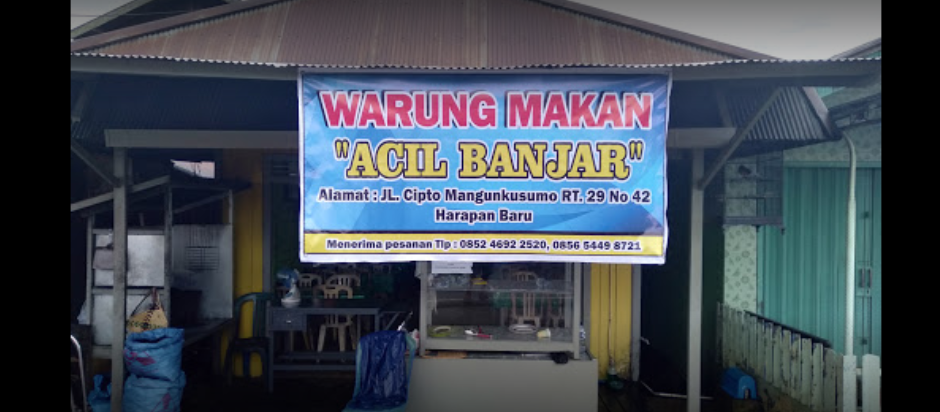 WARUNG MAKAN
"ACIL BANJAR"
Alamat : JL. Cipto Mangunkusumo RT. 29 No 42
Harapan Baru
Menerima pesanan Tlp : 0852 4692 2520, 0856 5449 8721